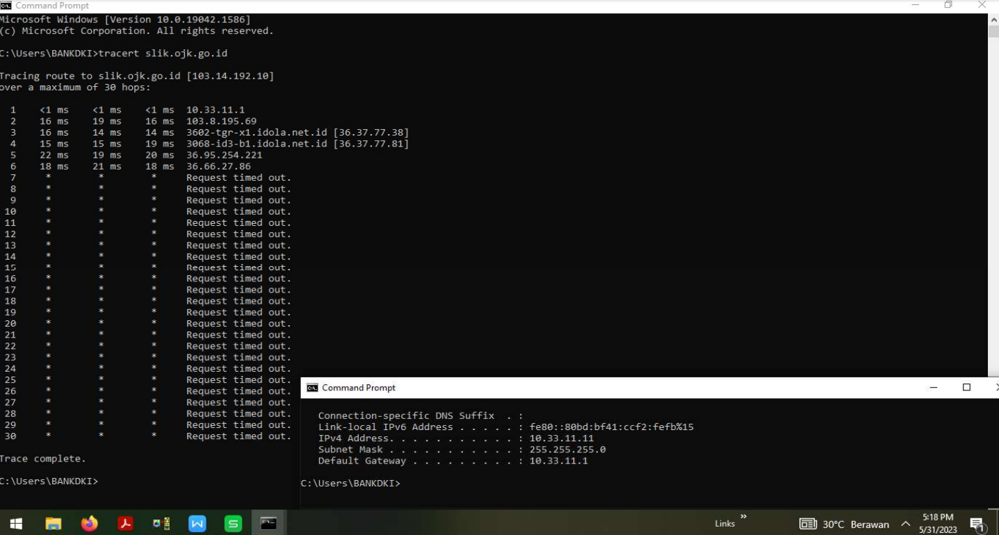 Command Prompt
Microsoft Windows [Version 10.0.19042.1586]
(c) Microsoft Corporation. All rights reserved.
C:\Users\BANKDKI>tracert slik.ojk.go.id
Tracing route to slik.ojk.go.id [103.14.192.10]
over a maximum of 30 hops:
1 <1 ms <1 ms <1 ms 10.33.11.1
2 16 ms 19 ms 16 ms 103.8.195.69
3 16 ms 14 ms 14 ms 3602-tgr-x1.idola.net.id [36.37.77.38]
4 15 ms 15 ms 19 ms 3068-id3-b1.idola.net.id [36.37.77.81]
5 22 ms 19 ms 20 ms 36.95.254.221
6 18 ms 21 ms 18 ms 36.66.27.86
7 * * * Request timed out.
8 * * * Request timed out.
9 * * * Request timed out.
10 * * * Request timed out.
11 * * * Request timed out.
12 * * * Request timed out.
13 * * * Request timed out.
14 * * * Request timed out.
15 * * * Request timed out.
16 * * * Request timed out.
17 * * * Request timed out.
18 * * * Request timed out.
19 * * * Request timed out.
20 * * * Request timed out.
21 * * * Request timed out.
22 * * * Request timed out.
23 * * * Request timed out.
24 * * * Request timed out.
25 * * * Request timed out.
26 * * * Request timed out.
27 * * * Request timed out.
28 * * * Request timed out.
29 * * * Request timed out.
30 * * * Request timed out.
Trace complete.
C:\Users\BANKDKI>
Command Prompt
Connection-specific DNS Suffix . :
Link-local IPv6 Address . . . . . : fe80::80bd:bf41:ccf2:fefb%15
IPv4 Address. . . . . . . . . . . : 10.33.11.11
Subnet Mask . . . . . . . . . . . : 255.255.255.0
Default Gateway . . . . . . . . . : 10.33.11.1
C:\Users\BANKDKI>
Links
30°C Berawan
5:18 PM
5/31/2023
1